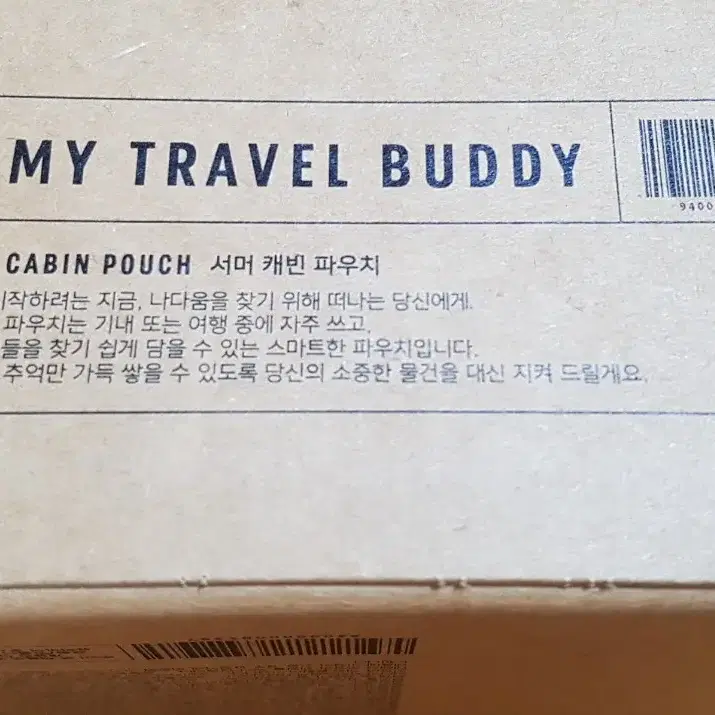 MY TRAVEL BUDDY
9400
CABIN POUCH 서머 캐빈 파우치
작하려는 지금, 나다움을 찾기 위해 떠나는 당신에게.
파우치는 기내 또는 여행 중에 자주 쓰고,
들을 찾기 쉽게 담을 수 있는 스마트한 파우치입니다.
추억만 가득 쌓을 수 있도록 당신의 소중한 물건을 대신 지켜 드릴게요.